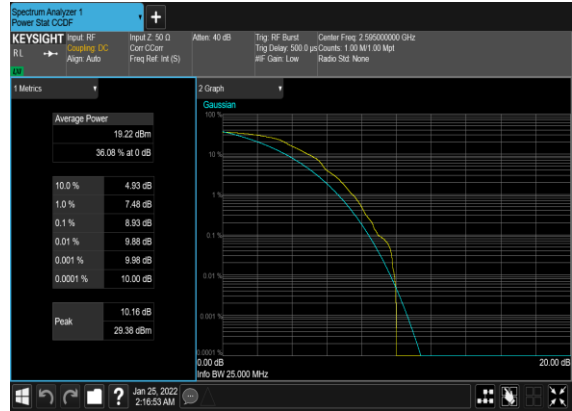 Spectrum Analyzer 1
Power Stat CCDF
KEYSIGHT
RL
Input: RF
Coupling: DC
Align: Auto
Input Z: 50 Ω
Corr CCorr
Freq Ref: Int (S)
Atten: 40 dB
Trig: RF Burst
Trig Delay: 500.0 µs
#IF Gain: Low
Center Freq: 2.595000000 GHz
Counts: 1.00 M/1.00 Mpt
Radio Std: None
1 Metrics
Average Power
19.22 dBm
36.08 % at 0 dB
10.0 % 4.93 dB
1.0 % 7.48 dB
0.1 % 8.93 dB
0.01 % 9.88 dB
0.001 % 9.98 dB
0.0001 % 10.00 dB
Peak
10.16 dB
29.38 dBm
2 Graph
Gaussian
100 %
10 %
1 %
0.1 %
0.01 %
0.001 %
0.0001 %
0.00 dB
20.00 dB
Info BW 25.000 MHz
Jan 25, 2022
2:16:53 AM